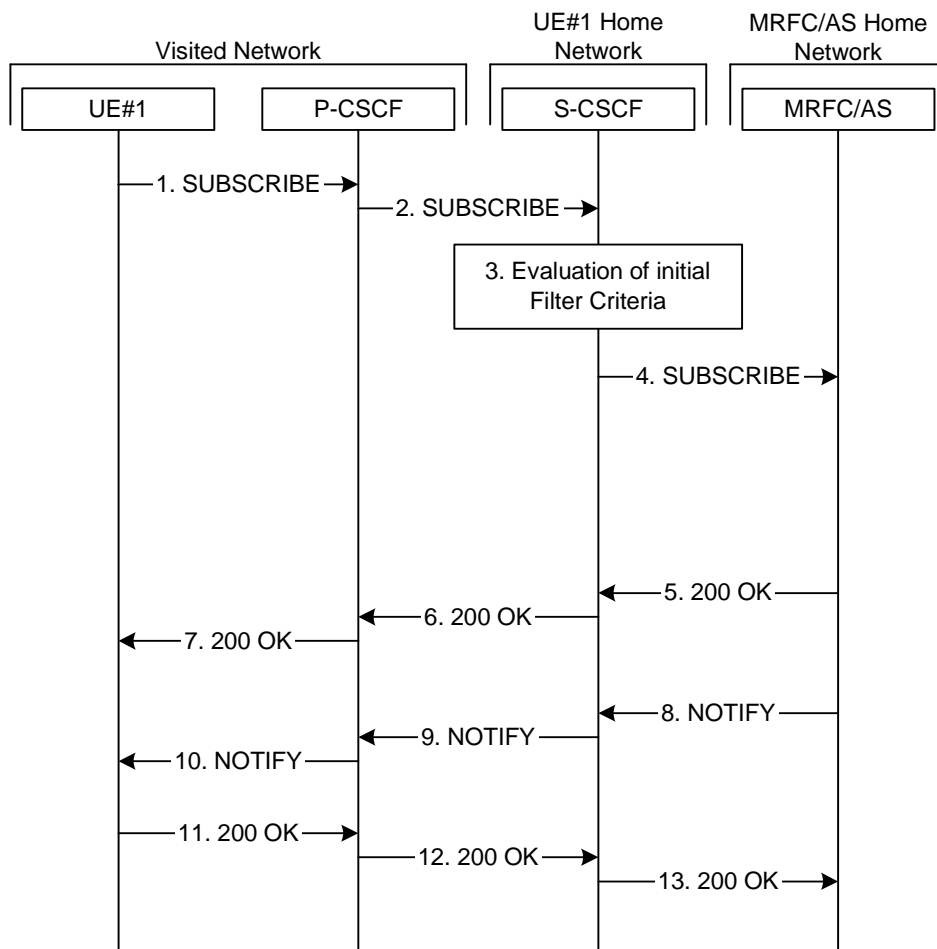 Visited Network
UE#1 Home
Network
MRFC/AS Home
Network
UE#1
P-CSCF
S-CSCF
MRFC/AS
1. SUBSCRIBE
2. SUBSCRIBE
3. Evaluation of initial
Filter Criteria
4. SUBSCRIBE
5. 200 OK
6. 200 OK
7. 200 OK
8. NOTIFY
9. NOTIFY
10. NOTIFY
11. 200 OK
12. 200 OK
13. 200 OK